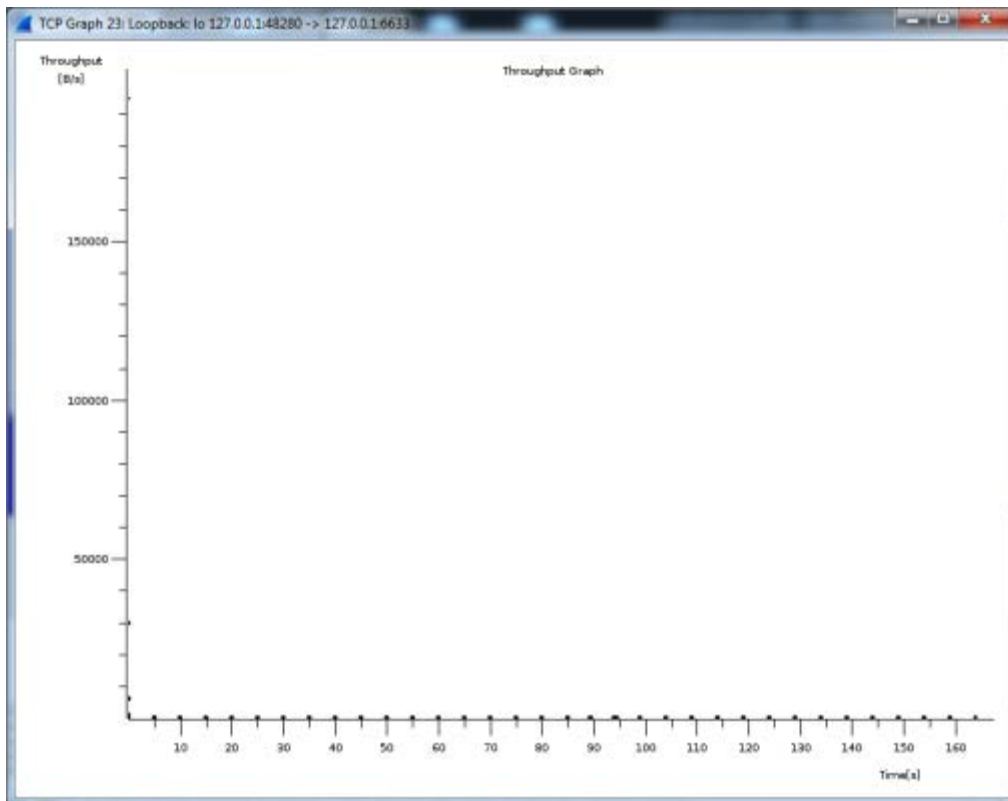 TCP Graph 23: Loopback: lo 127.0.0.1:48280 -> 127.0.0.1:6633
Throughput
[B/s]
Throughput Graph
150000
100000
50000
10 20 30 40 50 60 70 80 90 100 110 120 130 140 150 160
Time[s]